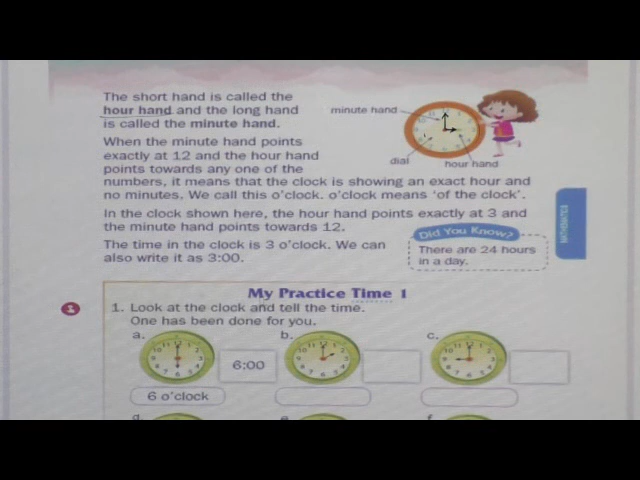 The short hand is called the
hour hand and the long hand
is called the minute hand.
minute hand
dial
hour hand
When the minute hand points
exactly at 12 and the hour hand
points towards any one of the
numbers, it means that the clock is showing an exact hour and
no minutes. We call this o'clock. o'clock means 'of the clock'.
In the clock shown here, the hour hand points exactly at 3 and
the minute hand points towards 12.
The time in the clock is 3 o'clock. We can
also write it as 3:00.
Did You Know?
There are 24 hours
in a day.
MATHEMATICS
My Practice Time 1
1. Look at the clock and tell the time.
One has been done for you.
a. b. c.
6:00
6 o'clock
d. e. f.